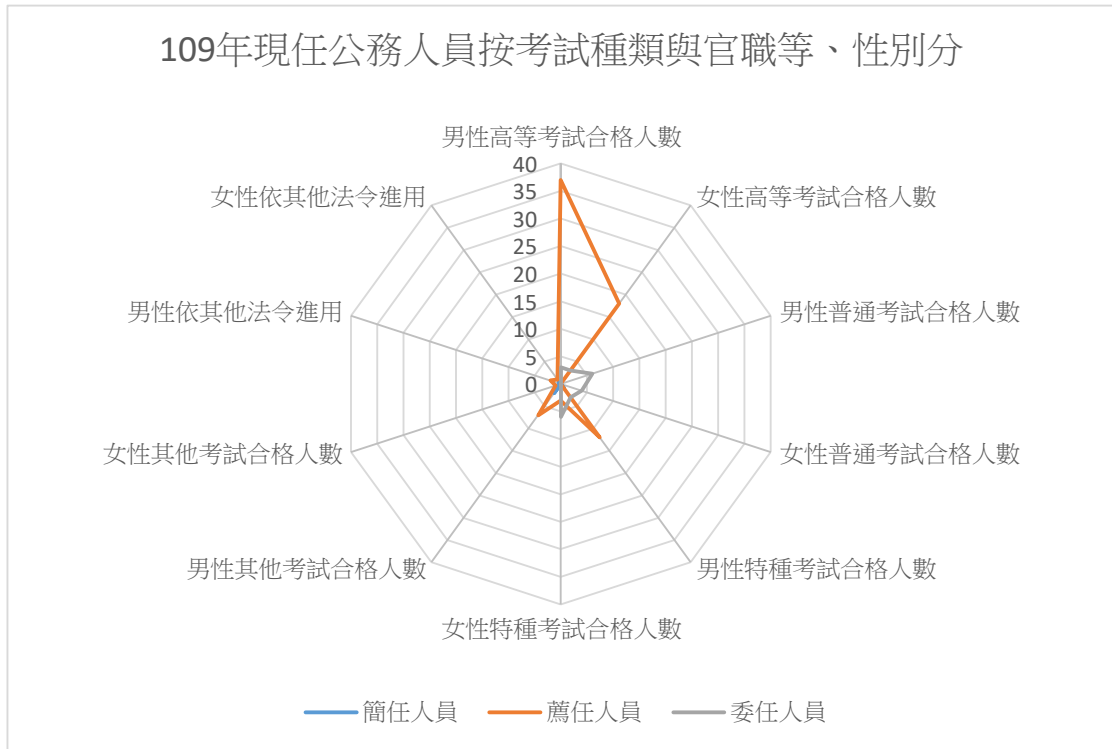 109年現任公務人員按考試種類與官職等、性別分
男性高等考試合格人數
女性高等考試合格人數
男性普通考試合格人數
女性普通考試合格人數
男性特種考試合格人數
女性特種考試合格人數
男性其他考試合格人數
女性其他考試合格人數
男性依其他法令進用
女性依其他法令進用
40
35
30
25
20
15
10
5
0
簡任人員 薦任人員 委任人員